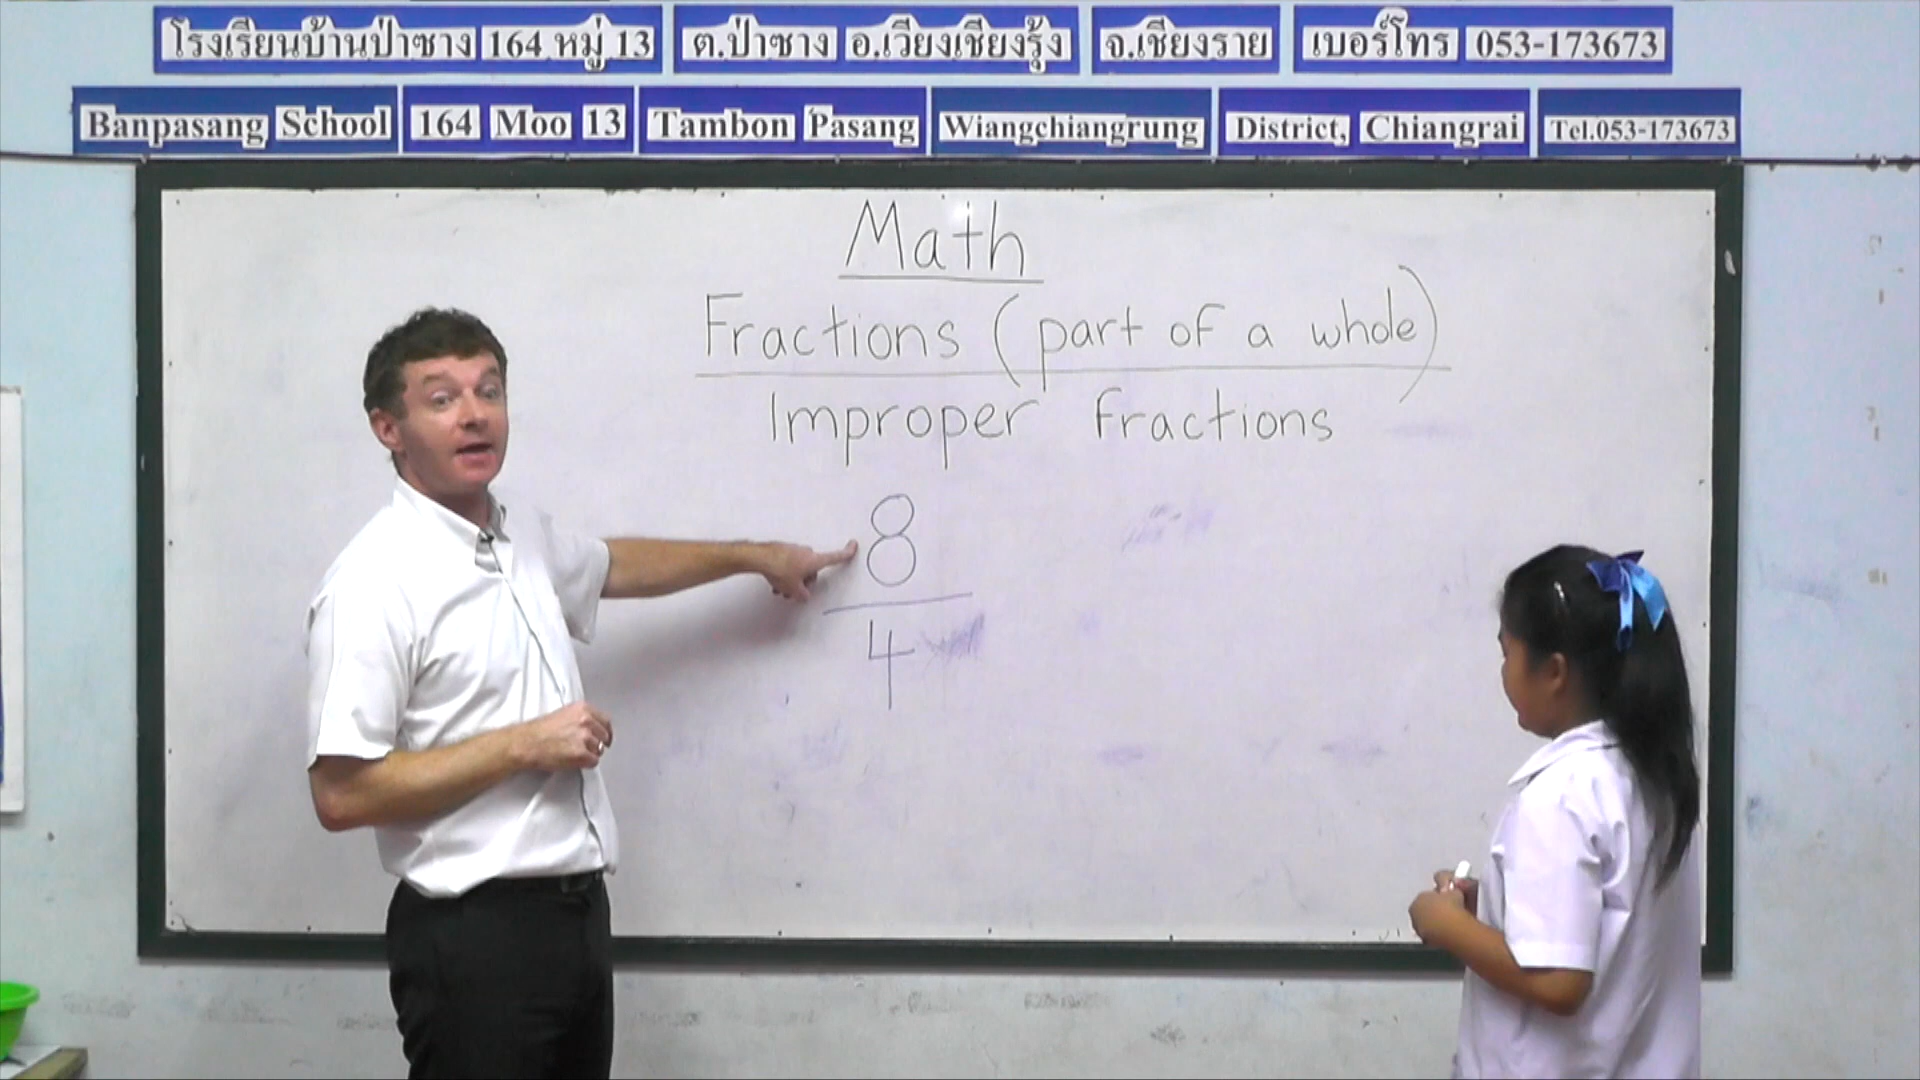 โรงเรียนบ้านป่าซาง 164 หมู่ 13 ต.ป่าซาง อ.เวียงเชียงรุ้ง จ.เชียงราย เบอร์โทร 053-173673
Banpasang School 164 Moo 13 Tambon Pasang Wiangchiangrung District, Chiangrai Tel.053-173673
Math
Fractions (part of a whole)
Improper fractions
8
4